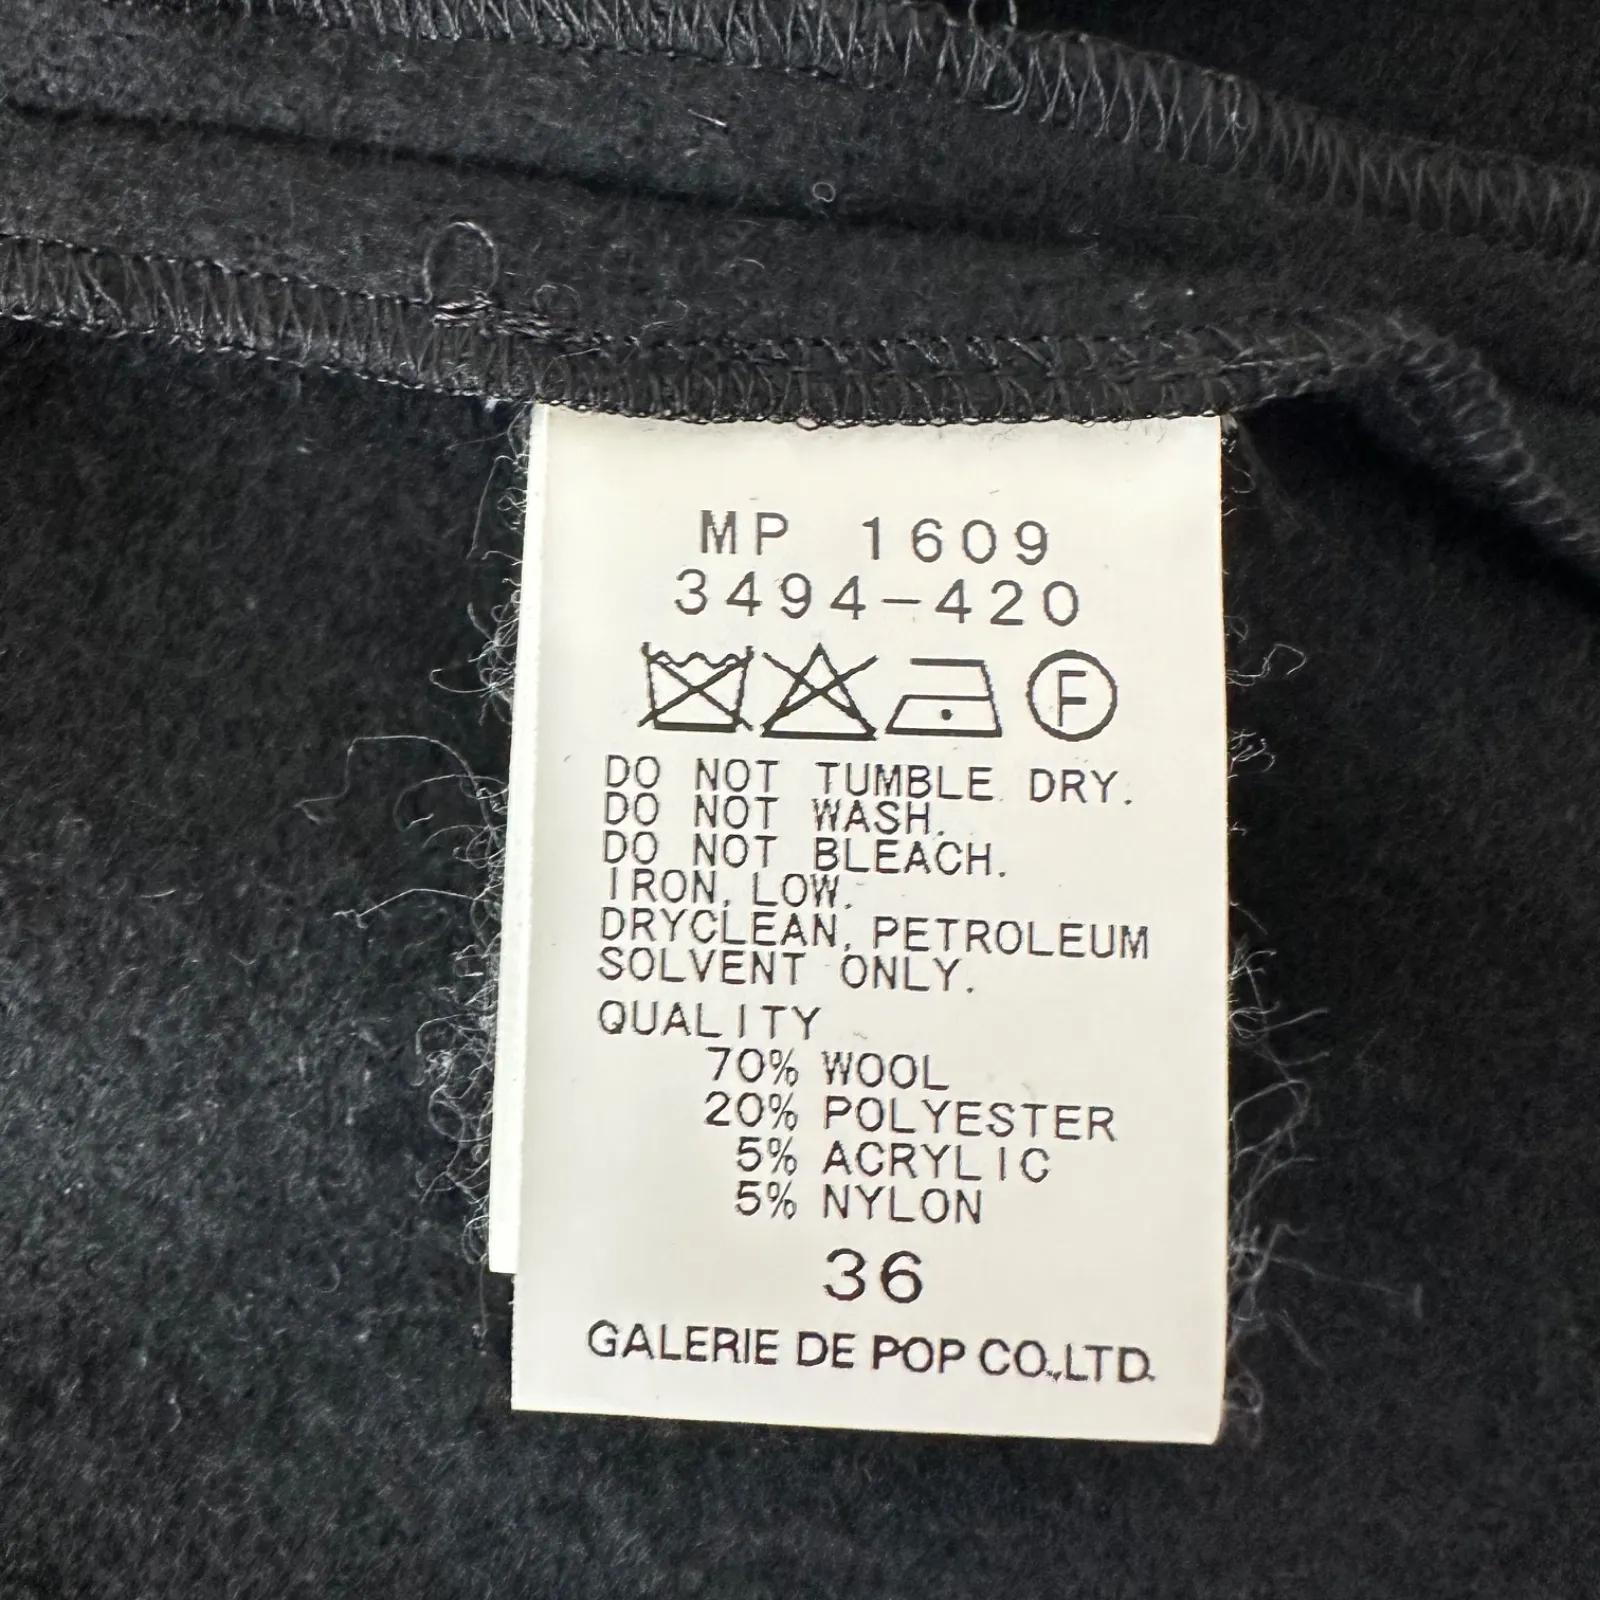 MP 1609
3494-420
F
DO NOT TUMBLE DRY.
DO NOT WASH.
DO NOT BLEACH.
IRON, LOW.
DRYCLEAN, PETROLEUM
SOLVENT ONLY.
QUALITY
70% WOOL
20% POLYESTER
5% ACRYLIC
5% NYLON
36
GALERIE DE POP CO.,LTD.